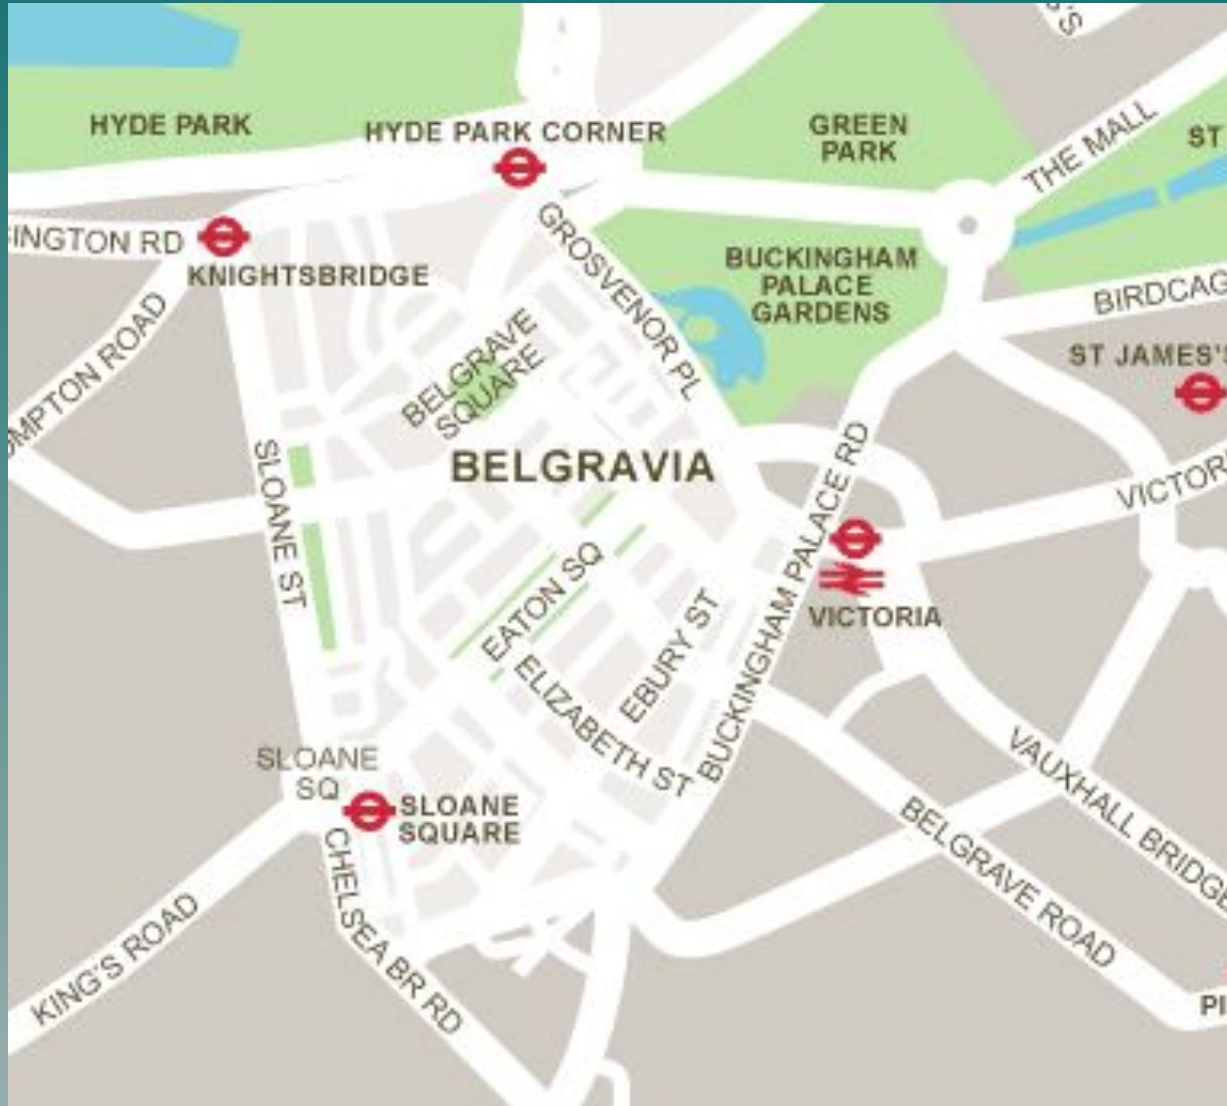 HYDE PARK
HYDE PARK CORNER
GREEN
PARK
THE MALL
ST
INGTON RD
KNIGHTSBRIDGE
GROSVENOR PL
BUCKINGHAM
PALACE
GARDENS
BIRDCAG
ST JAMES'S
OMPTON ROAD
BELGRAVE
SQUARE
BELGRAVIA
SLOANE ST
BUCKINGHAM PALACE RD
VICTORI
EATON SQ
EBURY ST
VICTORIA
ELIZABETH ST
SLOANE
SQ
SLOANE
SQUARE
VAUXHALL BRIDGE
BELGRAVE ROAD
KING'S ROAD
CHELSEA BR RD
PI